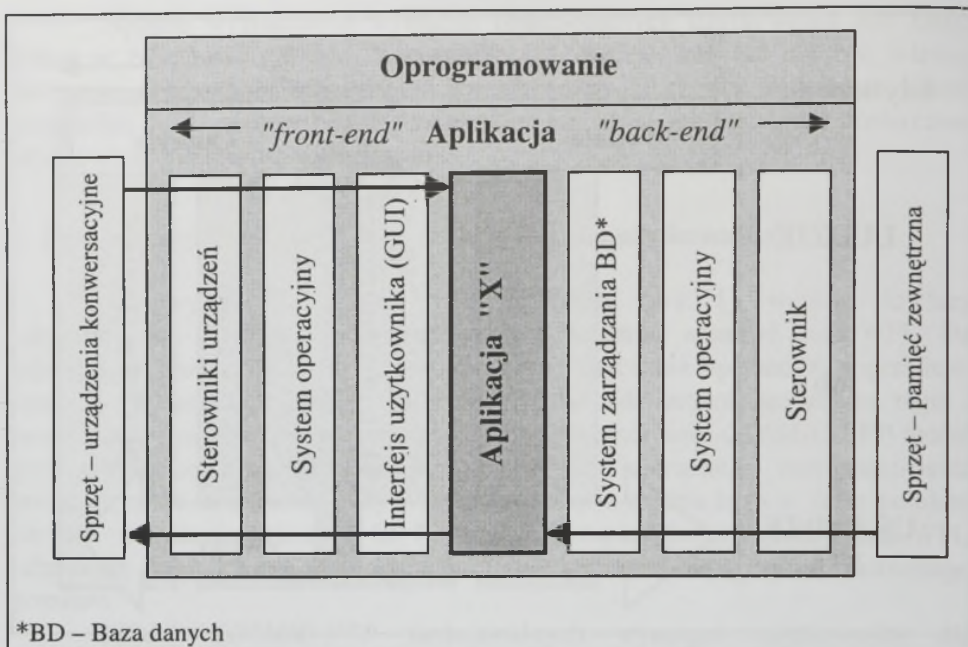 Oprogramowanie
"front-end" Aplikacja "back-end"
Sprzęt – urządzenia konwersacyjne
Sterowniki urządzeń
System operacyjny
Interfejs użytkownika (GUI)
Aplikacja "X"
System zarządzania BD*
System operacyjny
Sterownik
Sprzęt – pamięć zewnętrzna
*BD – Baza danych